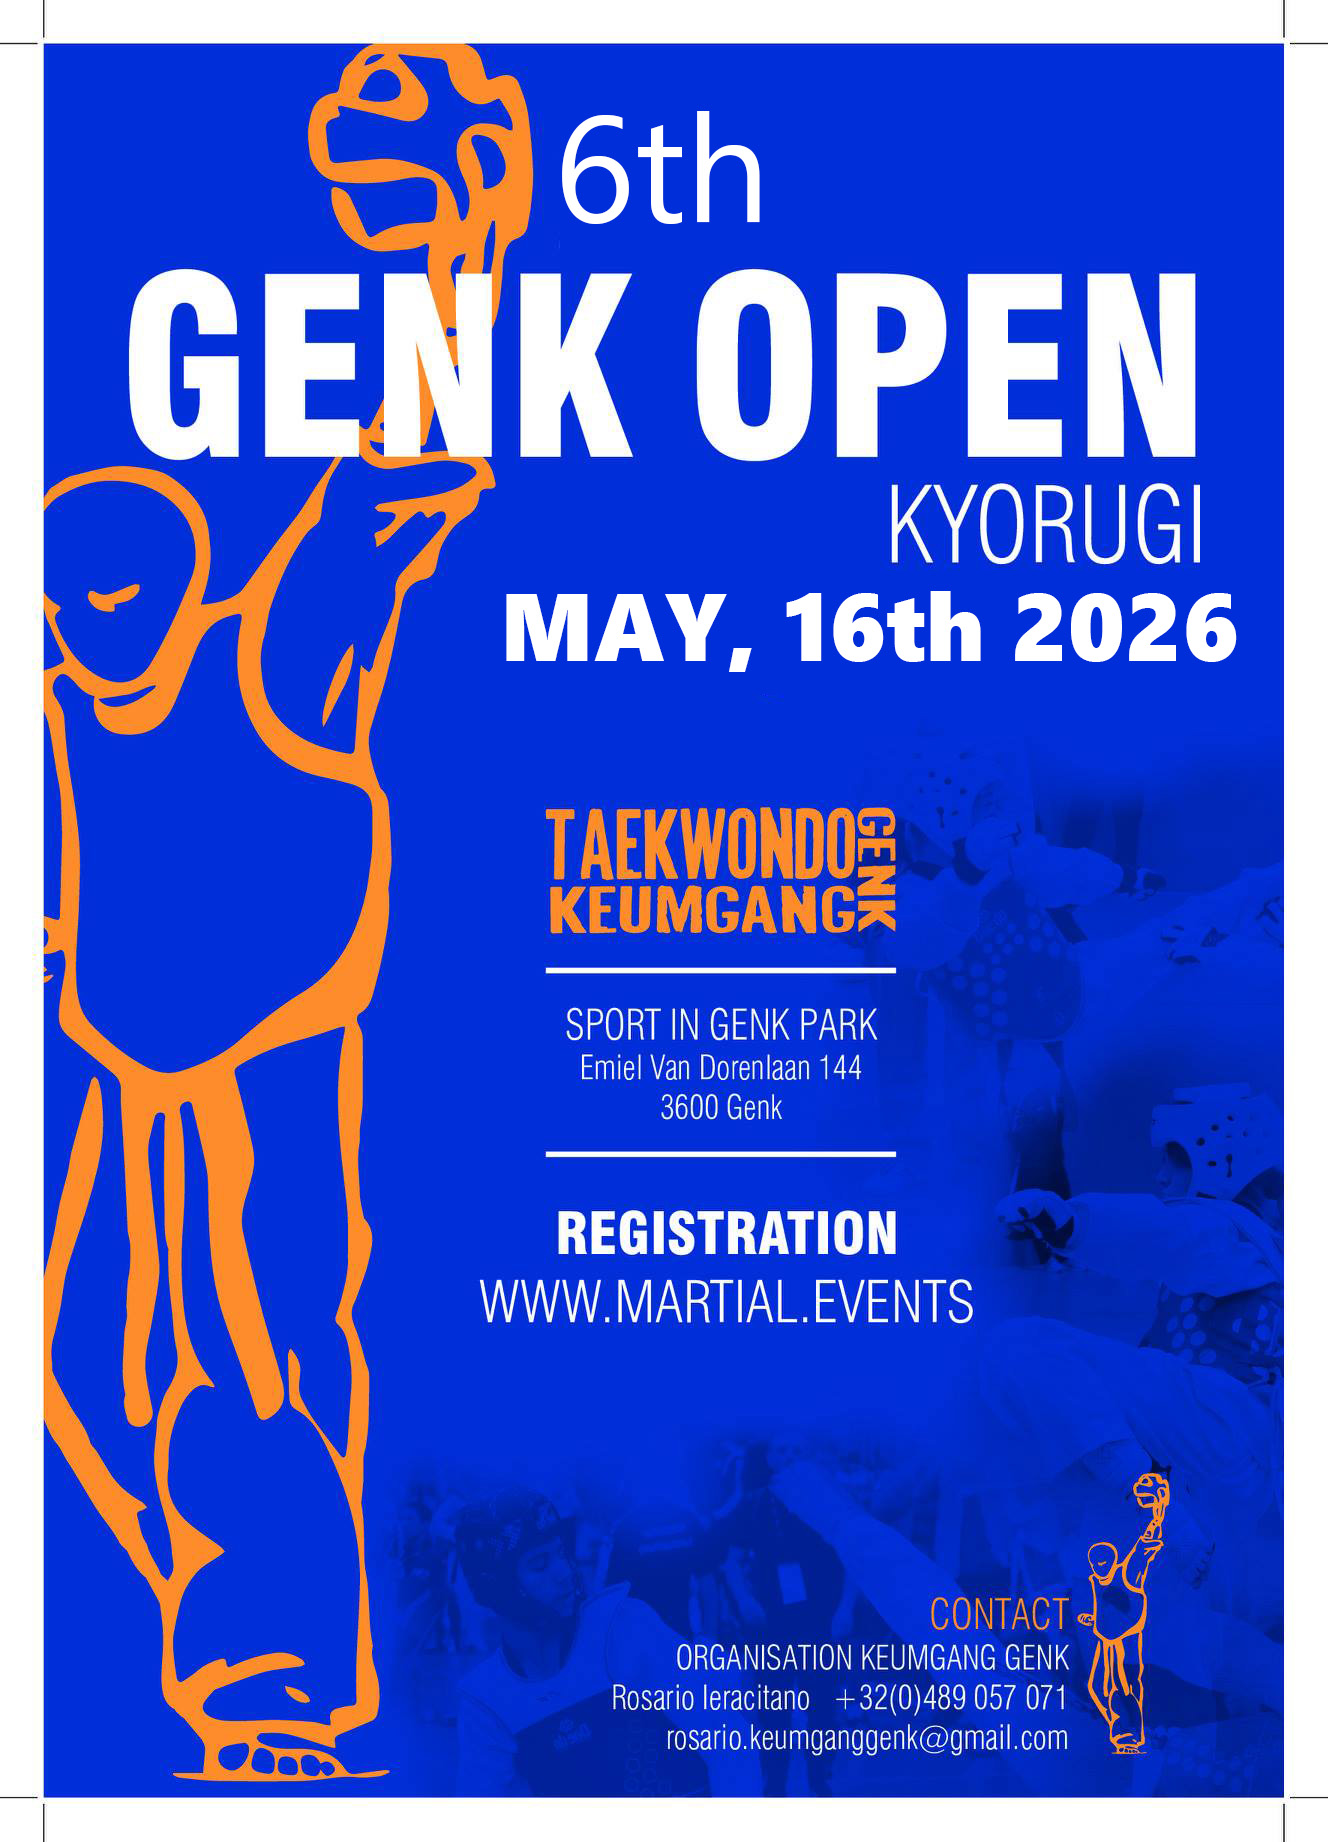 6th
GENK OPEN
KYORUGI
MAY, 16th 2026
TAEKWONDO GENK
KEUMGANG
SPORT IN GENK PARK
Emiel Van Dorenlaan 144
3600 Genk
REGISTRATION
WWW.MARTIAL.EVENTS
CONTACT
ORGANISATION KEUMGANG GENK
Rosario Ieracitano +32(0)489 057 071
rosario.keumganggenk@gmail.com